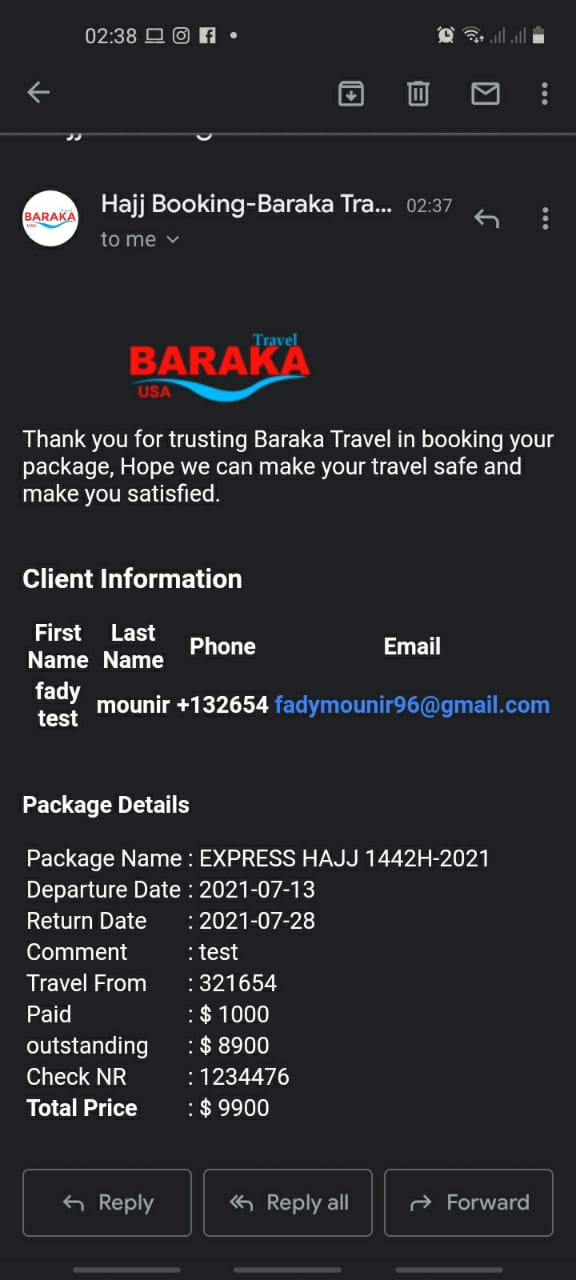 02:38
Hajj Booking-Baraka Tra... 02:37
to me
BARAKA
USA
Travel
BARAKA
USA
Thank you for trusting Baraka Travel in booking your
package, Hope we can make your travel safe and
make you satisfied.
Client Information
First Name Last Name Phone Email
fady test mounir +132654 fadymounir96@gmail.com
Package Details
Package Name : EXPRESS HAJJ 1442H-2021
Departure Date : 2021-07-13
Return Date : 2021-07-28
Comment : test
Travel From : 321654
Paid : $ 1000
outstanding : $ 8900
Check NR : 1234476
Total Price : $ 9900
Reply Reply all Forward